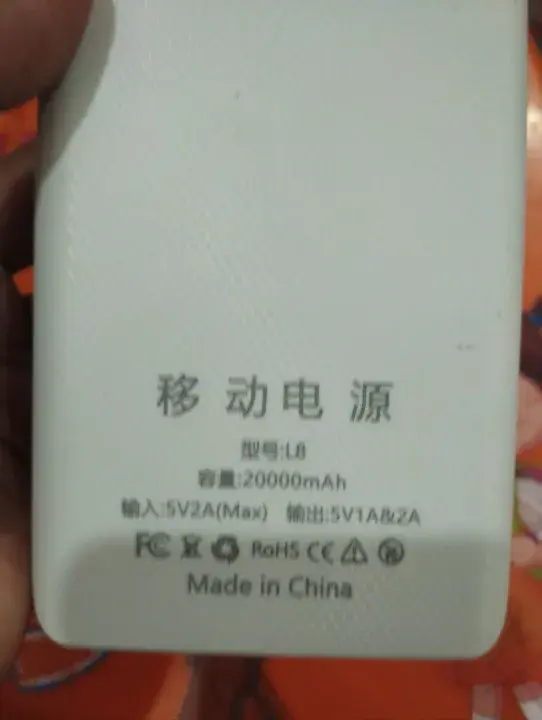 移动电源
型号:L8
容量:20000mAh
输入:5V2A(Max) 输出:5V1A&2A
FC RoHS CE
Made in China